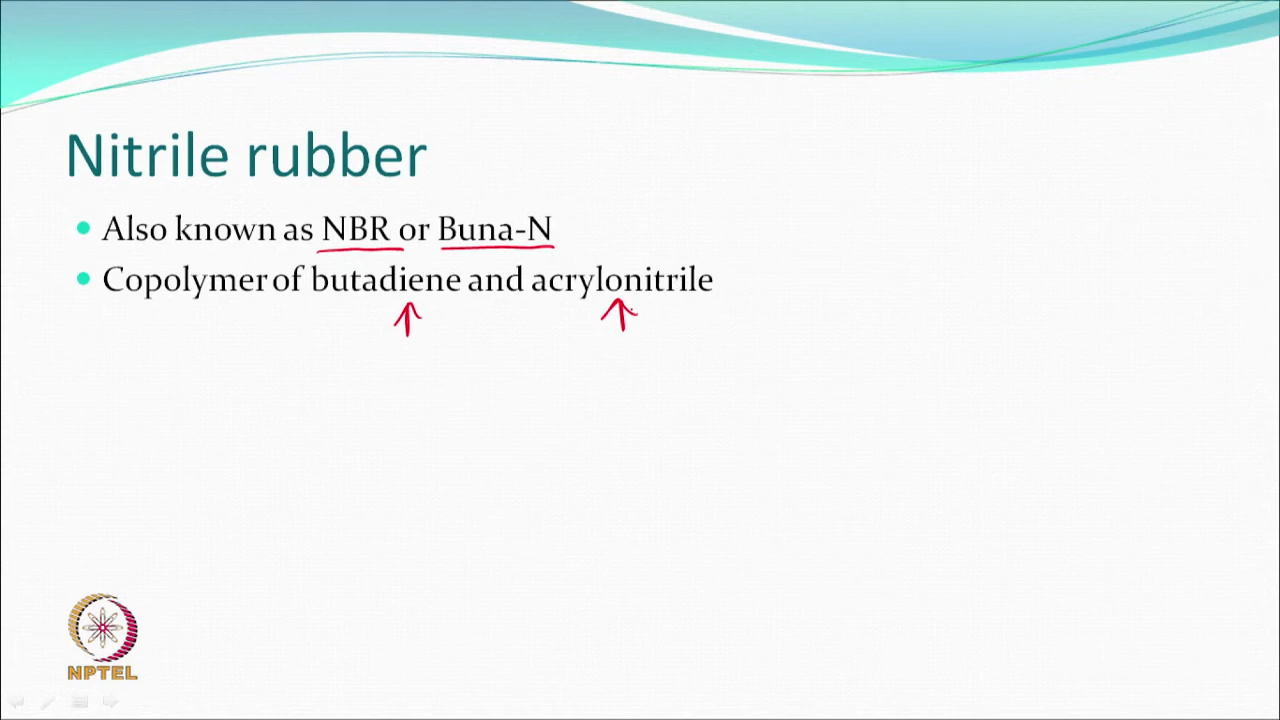 Nitrile rubber
Also known as NBR or Buna-N
Copolymer of butadiene and acrylonitrile
NPTEL